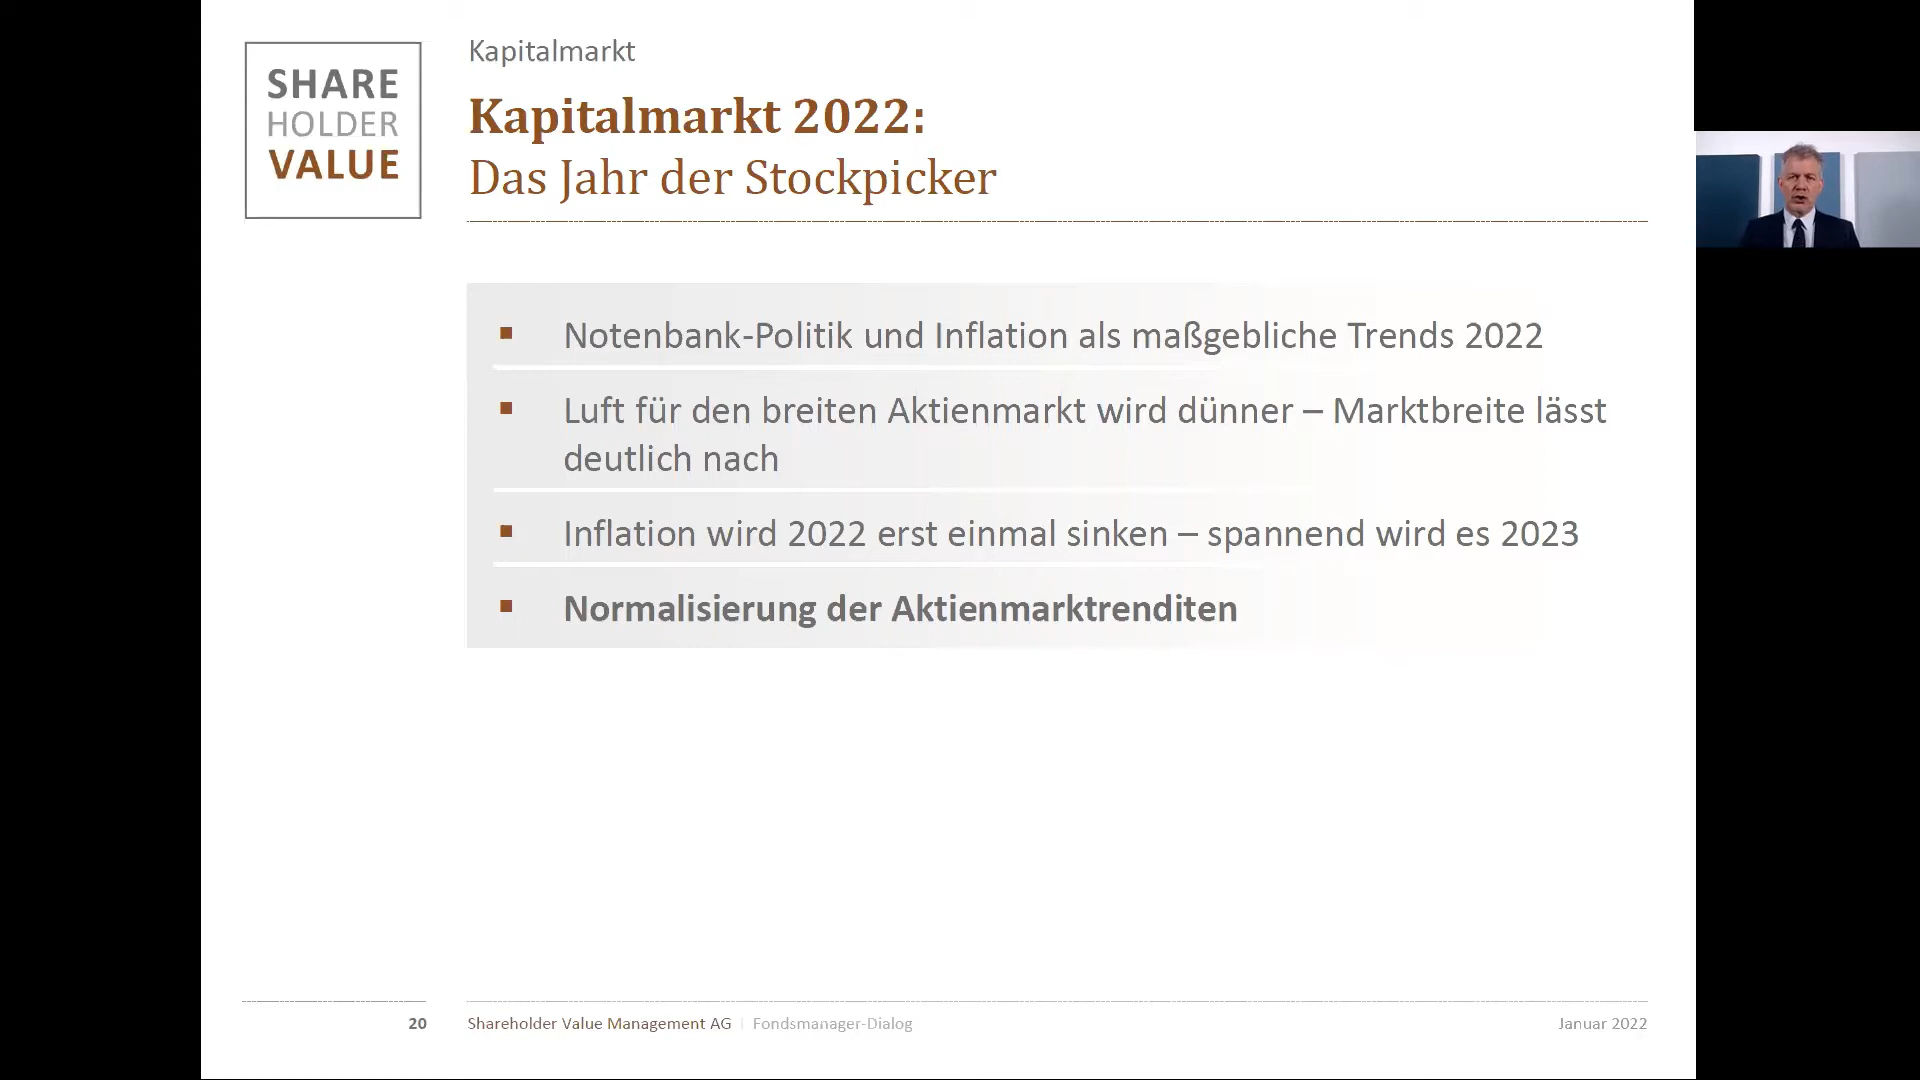 SHARE
HOLDER
VALUE
Kapitalmarkt
Kapitalmarkt 2022:
Das Jahr der Stockpicker
▪ Notenbank-Politik und Inflation als maßgebliche Trends 2022
▪ Luft für den breiten Aktienmarkt wird dünner – Marktbreite lässt
deutlich nach
▪ Inflation wird 2022 erst einmal sinken – spannend wird es 2023
▪ Normalisierung der Aktienmarktrenditen
20 Shareholder Value Management AG | Fondsmanager-Dialog Januar 2022